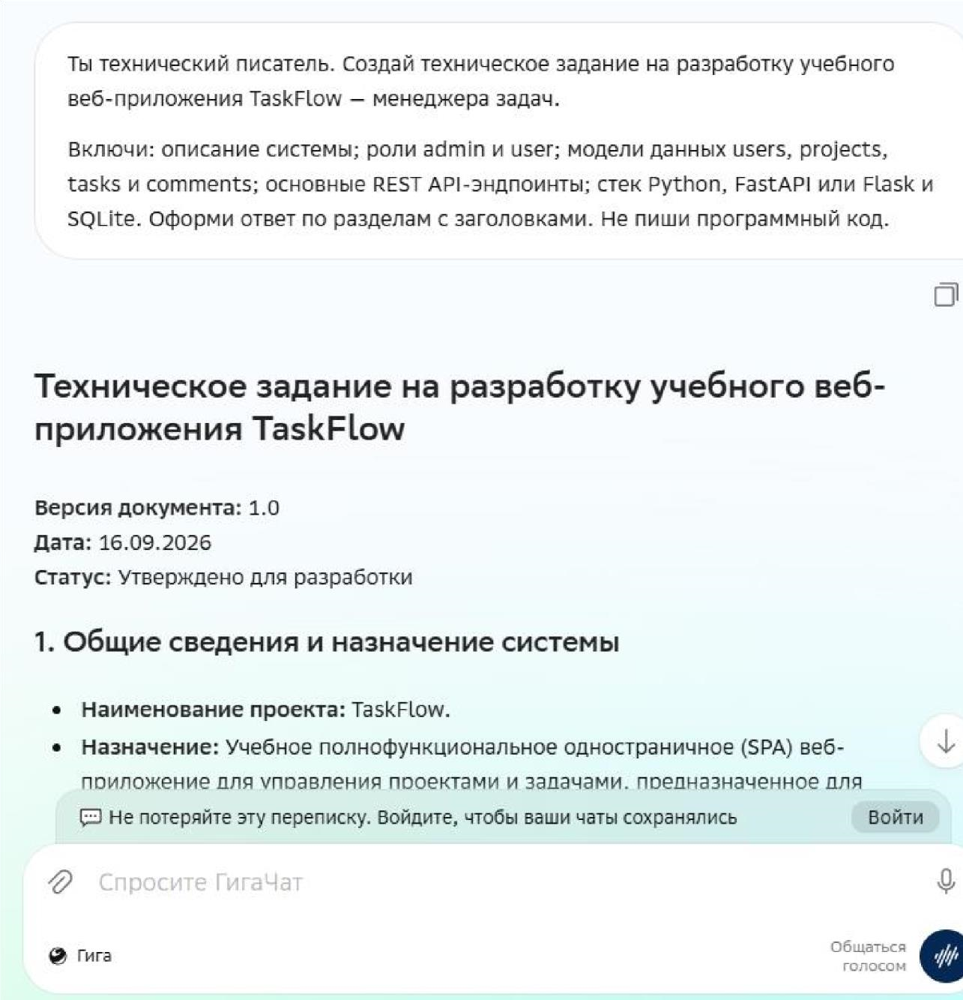 Ты технический писатель. Создай техническое задание на разработку учебного
веб-приложения TaskFlow — менеджера задач.
Включи: описание системы; роли admin и user; модели данных users, projects,
tasks и comments; основные REST API-эндпоинты; стек Python, FastAPI или Flask и
SQLite. Оформи ответ по разделам с заголовками. Не пиши программный код.
Техническое задание на разработку учебного веб-
приложения TaskFlow
Версия документа: 1.0
Дата: 16.09.2026
Статус: Утверждено для разработки
1. Общие сведения и назначение системы
• Наименование проекта: TaskFlow.
• Назначение: Учебное полнофункциональное одностраничное (SPA) веб-
приложение для управления проектами и задачами, предназначенное для
Не потеряйте эту переписку. Войдите, чтобы ваши чаты сохранялись
Войти
Спросите ГигаЧат
Гига
Общаться
голосом